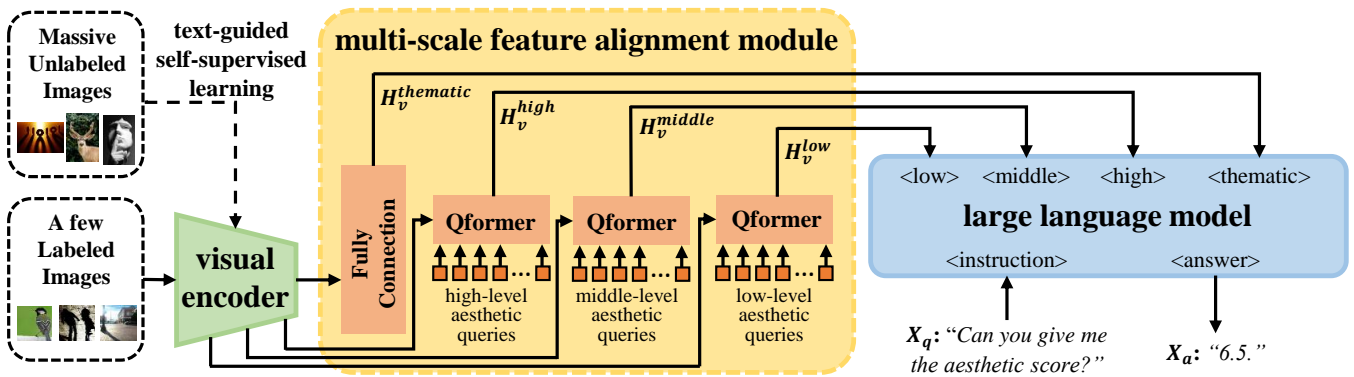 Massive
Unlabeled
Images
text-guided
self-supervised
learning
A few
Labeled
Images
visual
encoder
multi-scale feature alignment module
H_v^thematic
H_v^high
H_v^middle
H_v^low
Fully
Connection
Qformer
Qformer
Qformer
...
...
...
high-level
aesthetic
queries
middle-level
aesthetic
queries
low-level
aesthetic
queries
<low> <middle> <high> <thematic>
large language model
<instruction> <answer>
X_q: “Can you give me
the aesthetic score?”
X_a: “6.5.”